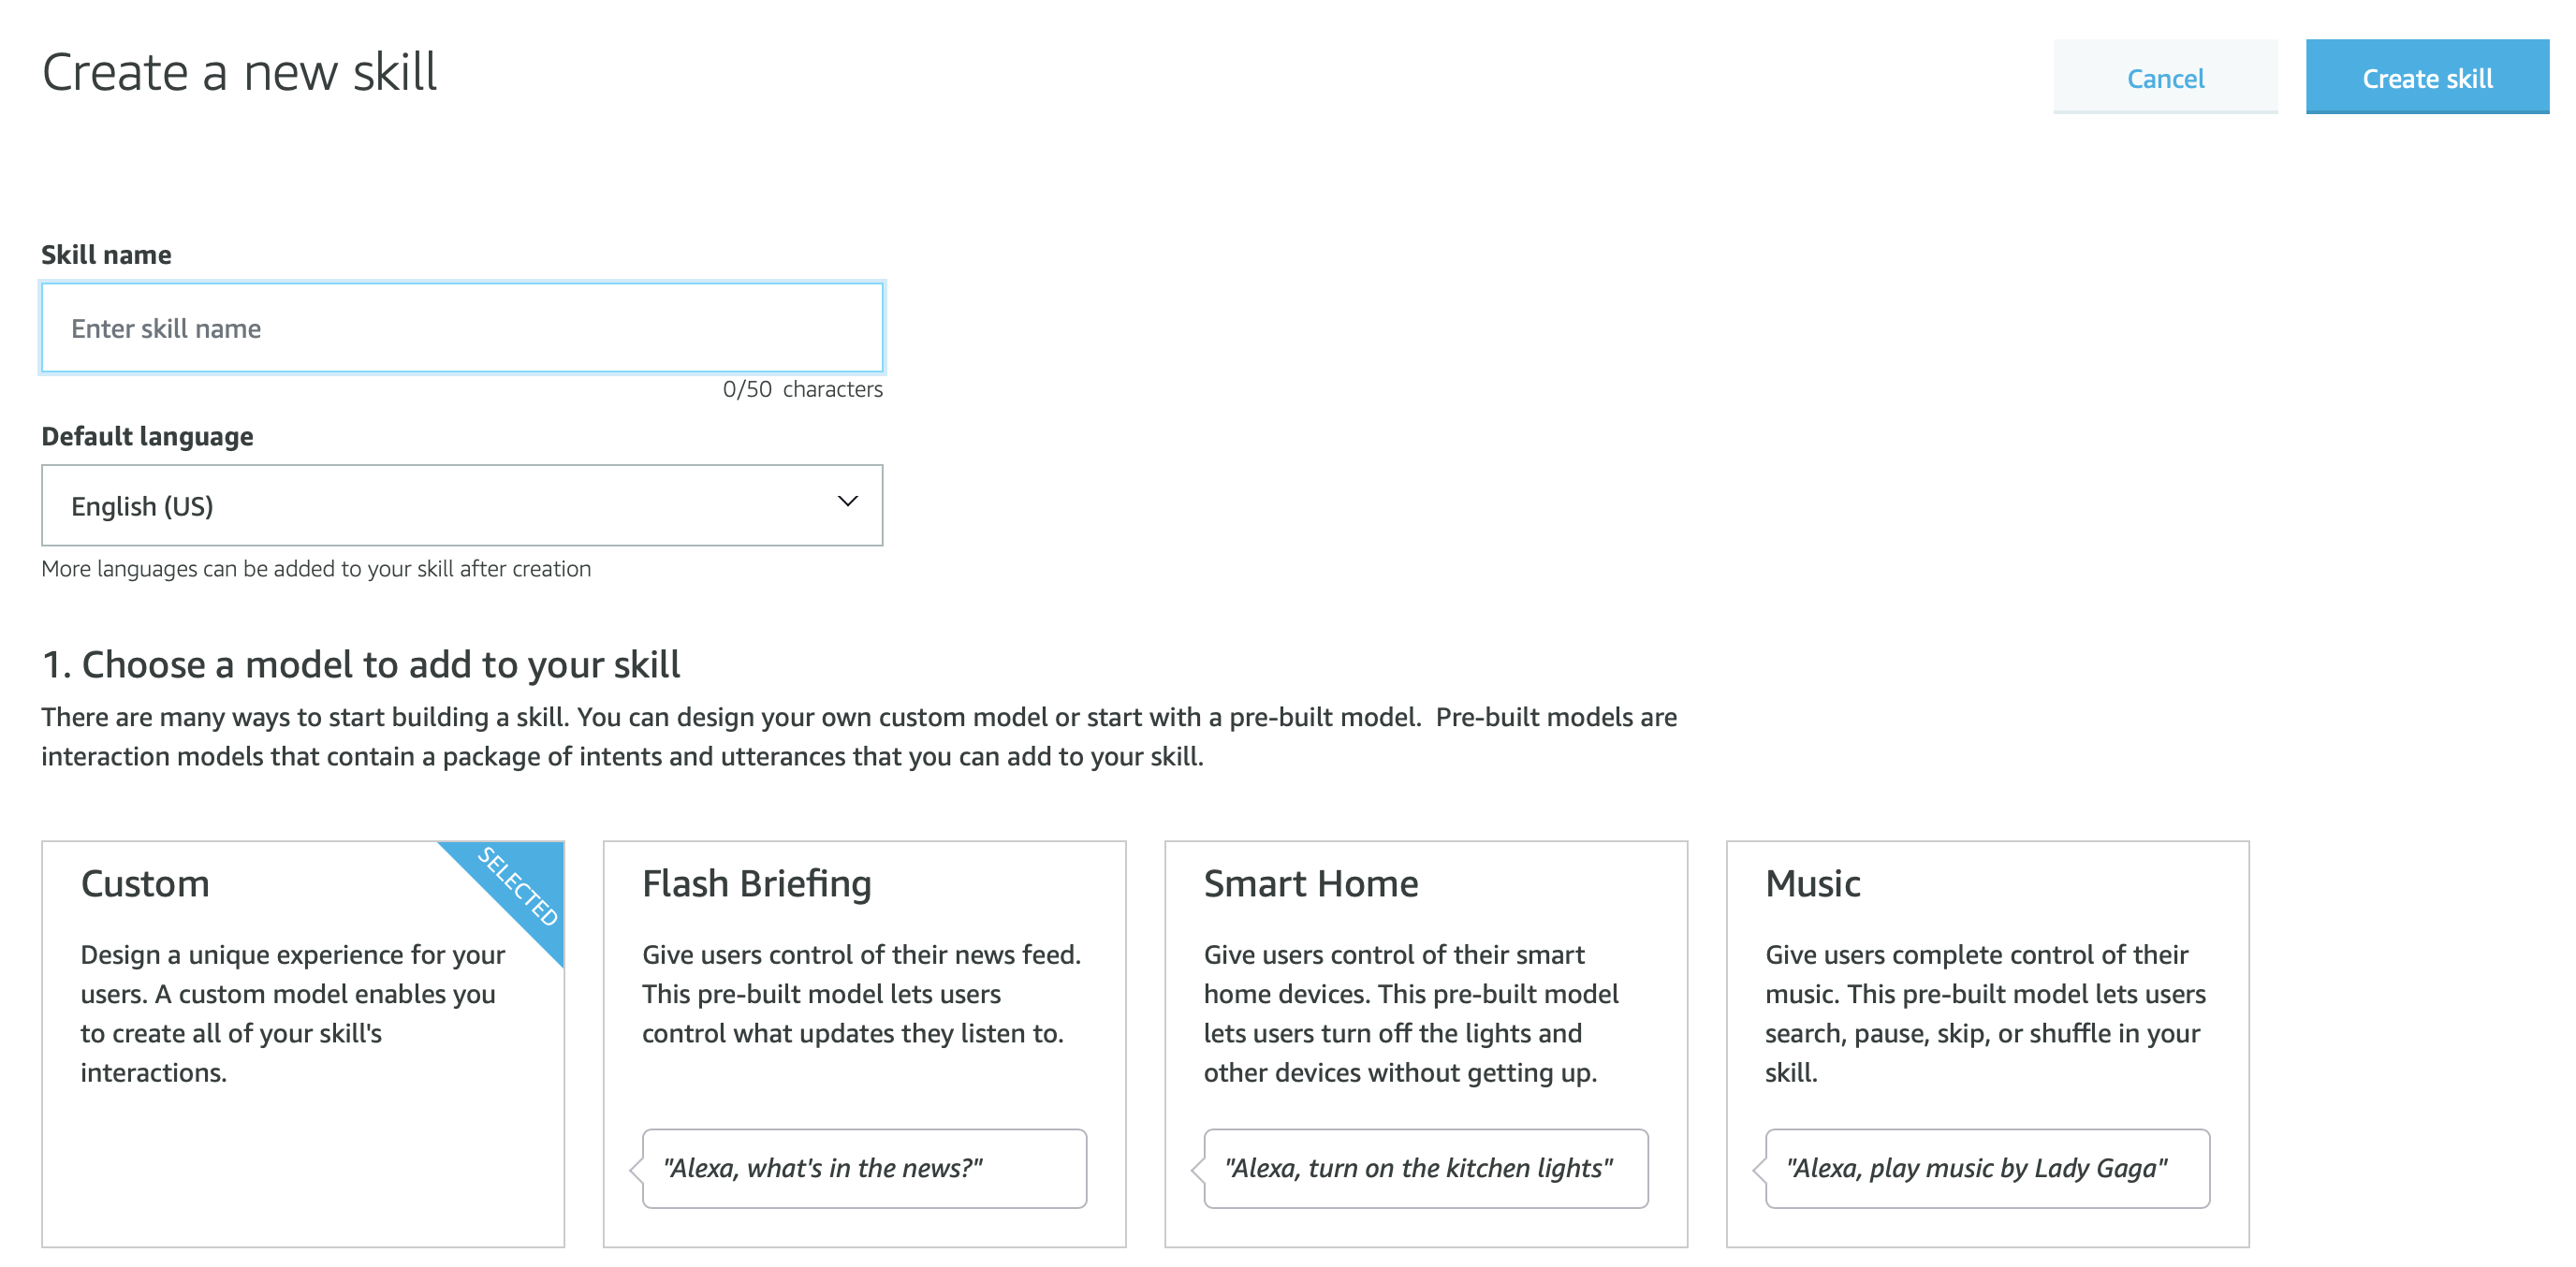 Create a new skill
Cancel
Create skill
Skill name
Enter skill name
0/50 characters
Default language
English (US)
More languages can be added to your skill after creation
1. Choose a model to add to your skill
There are many ways to start building a skill. You can design your own custom model or start with a pre-built model. Pre-built models are
interaction models that contain a package of intents and utterances that you can add to your skill.
Custom
SELECTED
Design a unique experience for your
users. A custom model enables you
to create all of your skill's
interactions.
Flash Briefing
Give users control of their news feed.
This pre-built model lets users
control what updates they listen to.
"Alexa, what's in the news?"
Smart Home
Give users control of their smart
home devices. This pre-built model
lets users turn off the lights and
other devices without getting up.
"Alexa, turn on the kitchen lights"
Music
Give users complete control of their
music. This pre-built model lets users
search, pause, skip, or shuffle in your
skill.
"Alexa, play music by Lady Gaga"